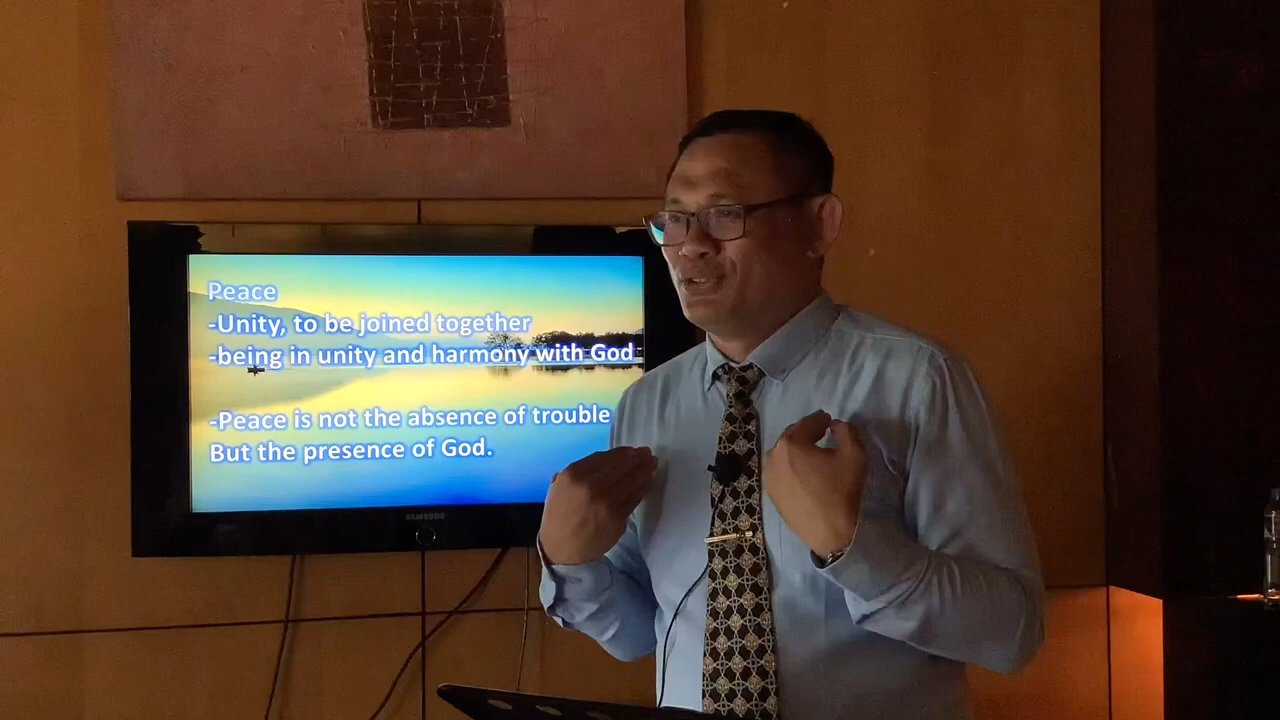 Peace
-Unity, to be joined together
-being in unity and harmony with God
-Peace is not the absence of trouble
But the presence of God.
SAMSUNG